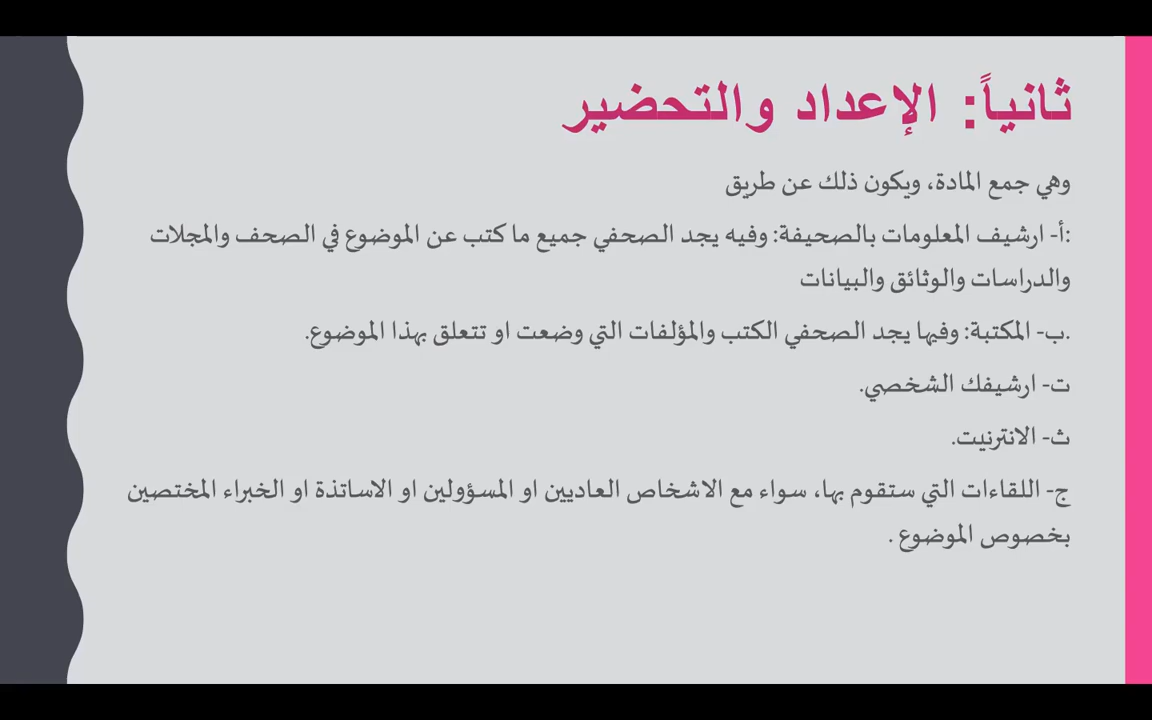 ثانياً: الإعداد والتحضير
وهي جمع المادة، ويكون ذلك عن طريق
:أ- ارشيف المعلومات بالصحيفة: وفيه يجد الصحفي جميع ما كتب عن الموضوع في الصحف والمجلات
والدراسات والوثائق والبيانات
.ب- المكتبة: وفيها يجد الصحفي الكتب والمؤلفات التي وضعت او تتعلق بهذا الموضوع.
ت- ارشيفك الشخصي.
ث- الانترنيت.
ج- اللقاءات التي ستقوم بها، سواء مع الاشخاص العاديين او المسؤولين او الاساتذة او الخبراء المختصين
بخصوص الموضوع .